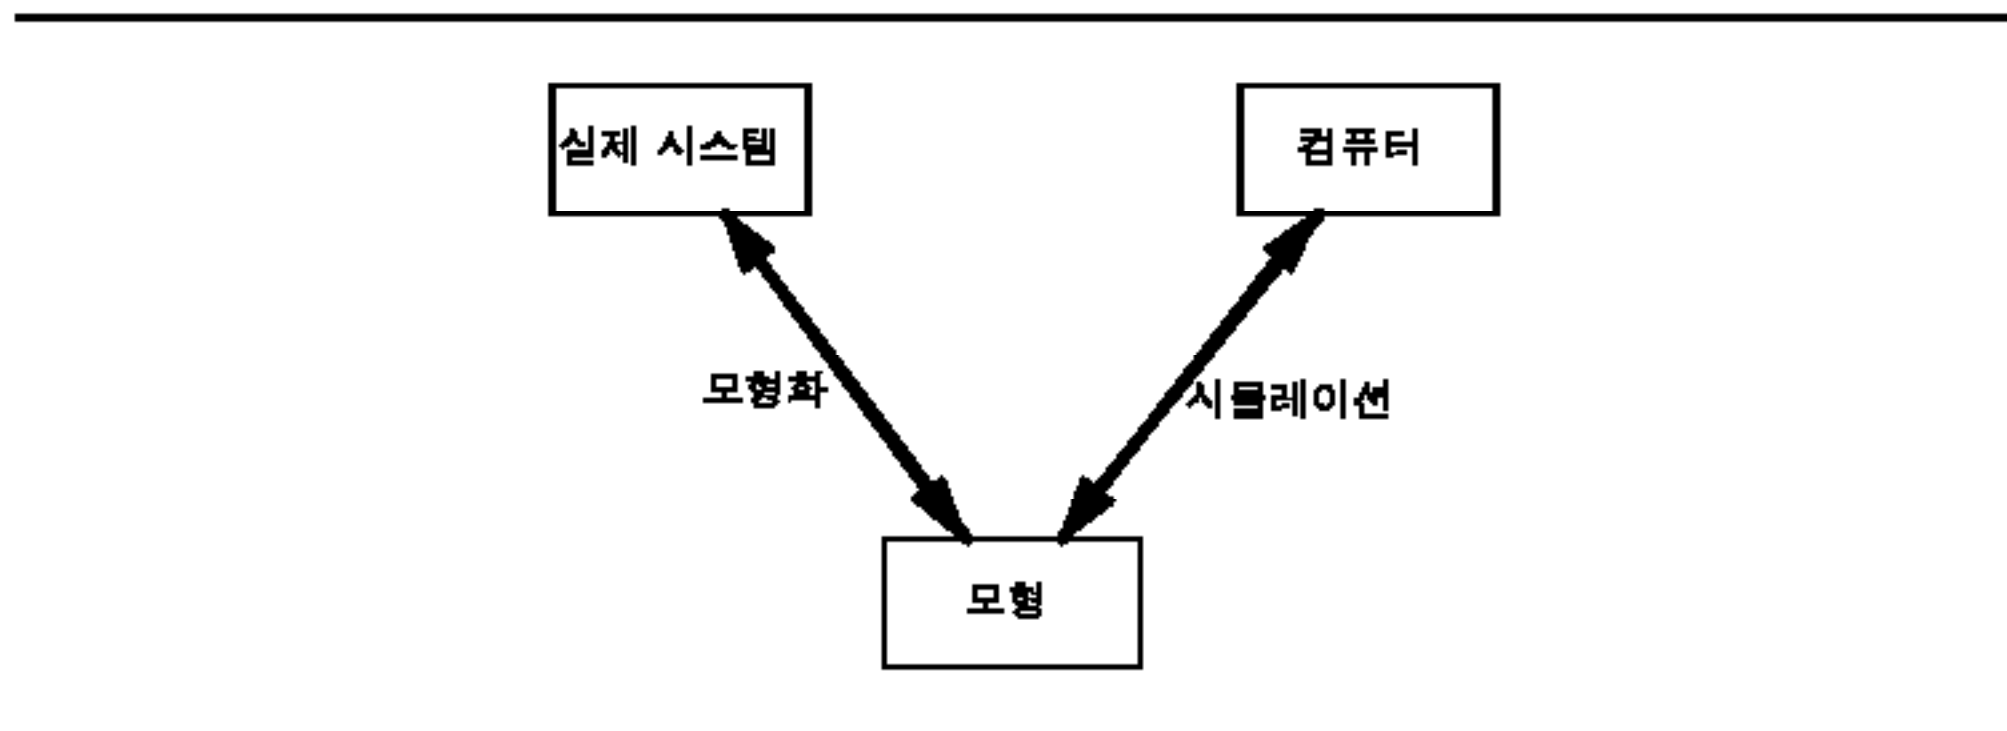 실제 시스템
컴퓨터
모형화
시뮬레이션
모형